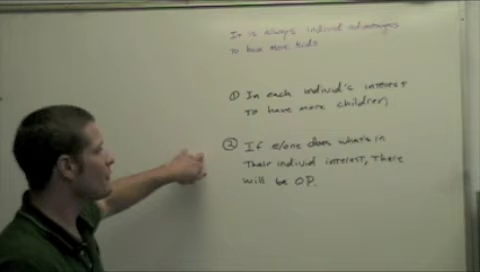 It is always individ advantageous
to have more kids
① In each individ's interest
to have more children,
② If e/one does what's in
Their individ interest, There
will be OP.